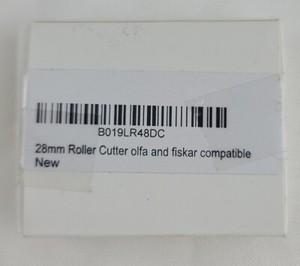 B019LR48DC
28mm Roller Cutter olfa and fiskar compatible
New